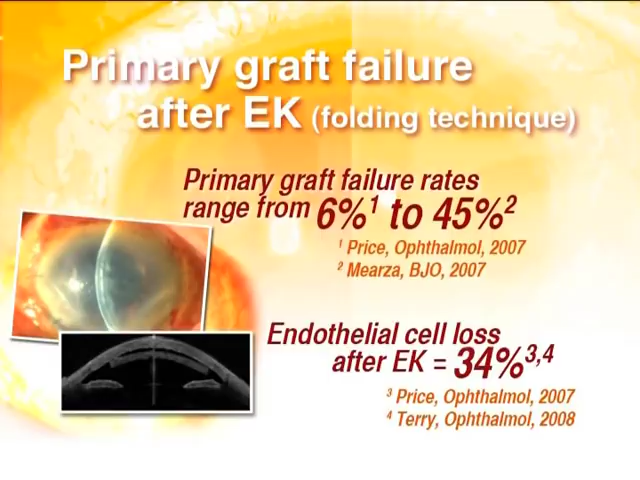 Primary graft failure
after EK (folding technique)
Primary graft failure rates
range from 6%¹ to 45%²
¹ Price, Ophthalmol, 2007
² Mearza, BJO, 2007
Endothelial cell loss
after EK = 34%³,⁴
³ Price, Ophthalmol, 2007
⁴ Terry, Ophthalmol, 2008